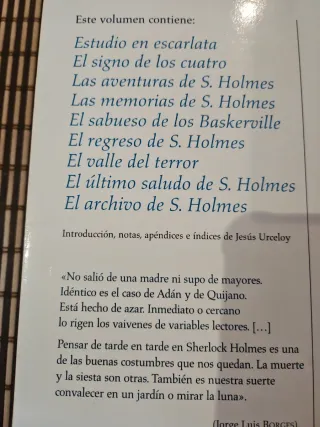 Este volumen contiene:
Estudio en escarlata
El signo de los cuatro
Las aventuras de S. Holmes
Las memorias de S. Holmes
El sabueso de los Baskerville
El regreso de S. Holmes
El valle del terror
El último saludo de S. Holmes
El archivo de S. Holmes
Introducción, notas, apéndices e índices de Jesús Urceloy
«No salió de una madre ni supo de mayores.
Idéntico es el caso de Adán y de Quijano.
Está hecho de azar. Inmediato o cercano
lo rigen los vaivenes de variables lectores. [...]
Pensar de tarde en tarde en Sherlock Holmes es una
de las buenas costumbres que nos quedan. La muerte
y la siesta son otras. También es nuestra suerte
convalecer en un jardín o mirar la luna».
(Jorge Luis BORGES)